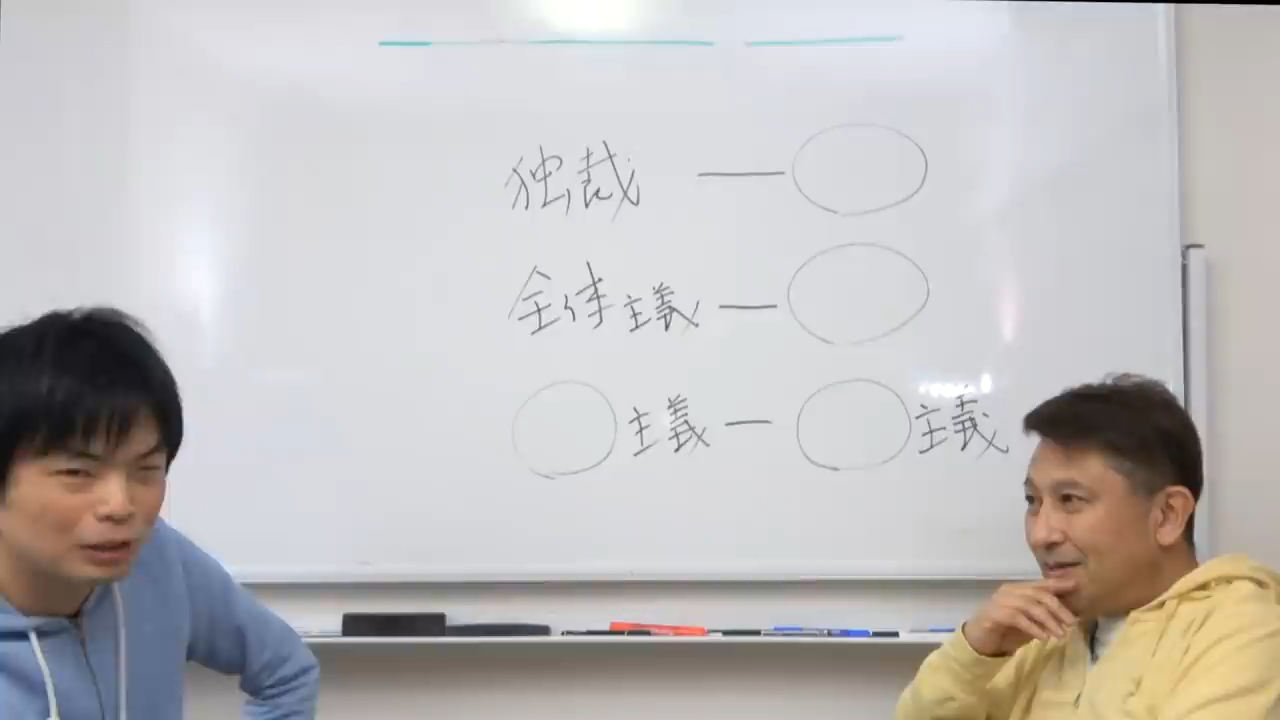 独裁 ― ◯
全体主義 ― ◯
◯主義 ― ◯主義